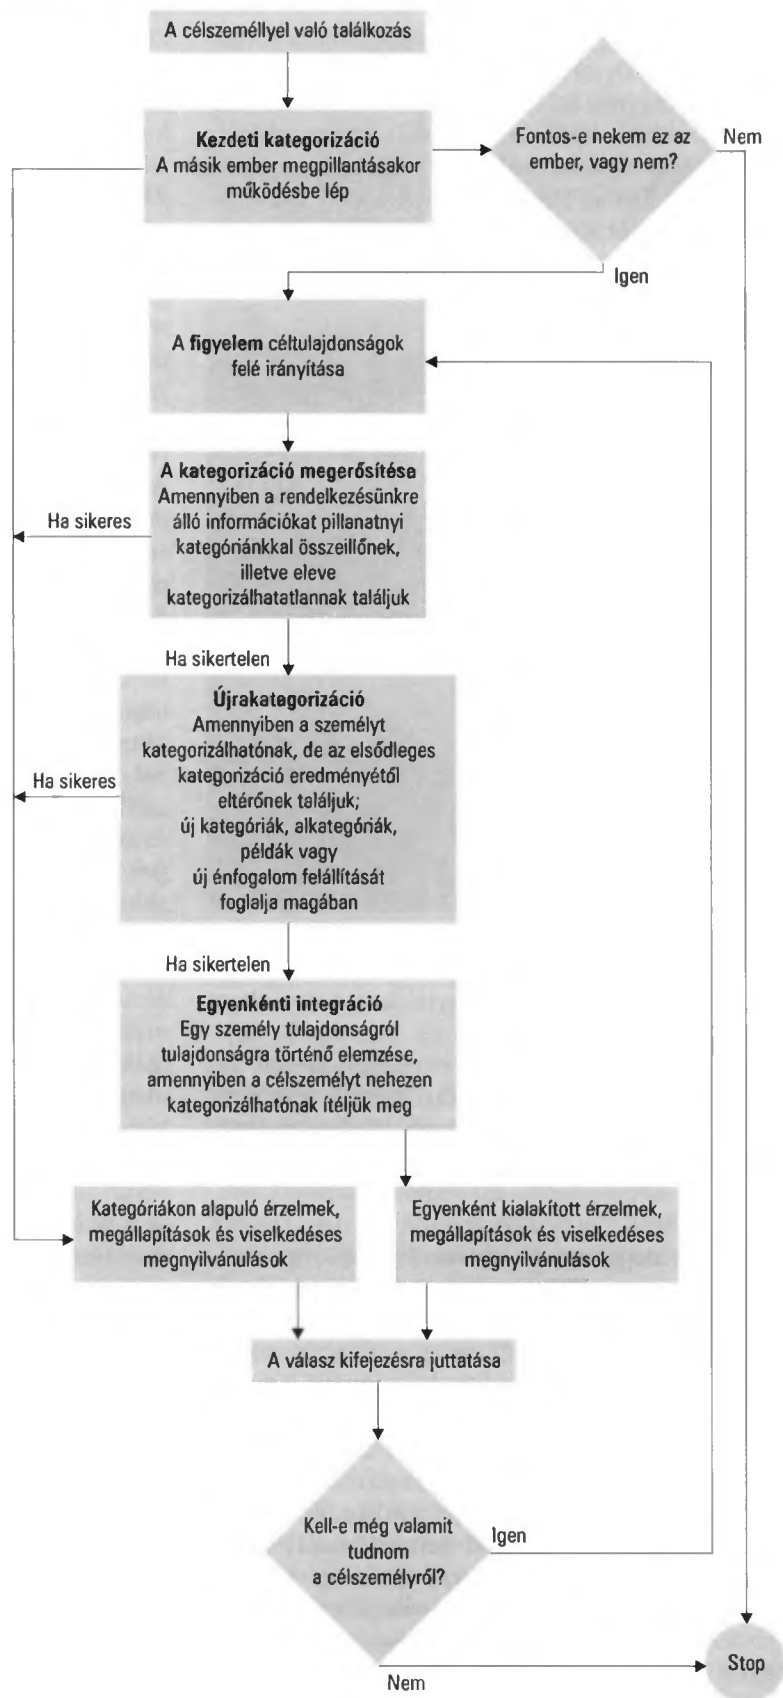 A célszeméllyel való találkozás
Kezdeti kategorizáció
A másik ember megpillantásakor
működésbe lép
Fontos-e nekem ez az
ember, vagy nem?
Nem
Igen
A figyelem céltulajdonságok
felé irányítása
A kategorizáció megerősítése
Amennyiben a rendelkezésünkre
álló információkat pillanatnyi
kategóriánkkal összeillőnek,
illetve eleve
kategorizálhatatlannak találjuk
Ha sikeres
Ha sikertelen
Újrakategorizáció
Amennyiben a személyt
kategorizálhatónak, de az elsődleges
kategorizáció eredményétől
eltérőnek találjuk;
új kategóriák, alkategóriák,
példák vagy
új énfogalom felállítását
foglalja magában
Ha sikeres
Ha sikertelen
Egyenkénti integráció
Egy személy tulajdonságról
tulajdonságra történő elemzése,
amennyiben a célszemélyt nehezen
kategorizálhatónak ítéljük meg
Kategóriákon alapuló érzelmek,
megállapítások és viselkedéses
megnyilvánulások
Egyenként kialakított érzelmek,
megállapítások és viselkedéses
megnyilvánulások
A válasz kifejezésra juttatása
Kell-e még valamit
tudnom
a célszemélyről?
Igen
Nem
Stop